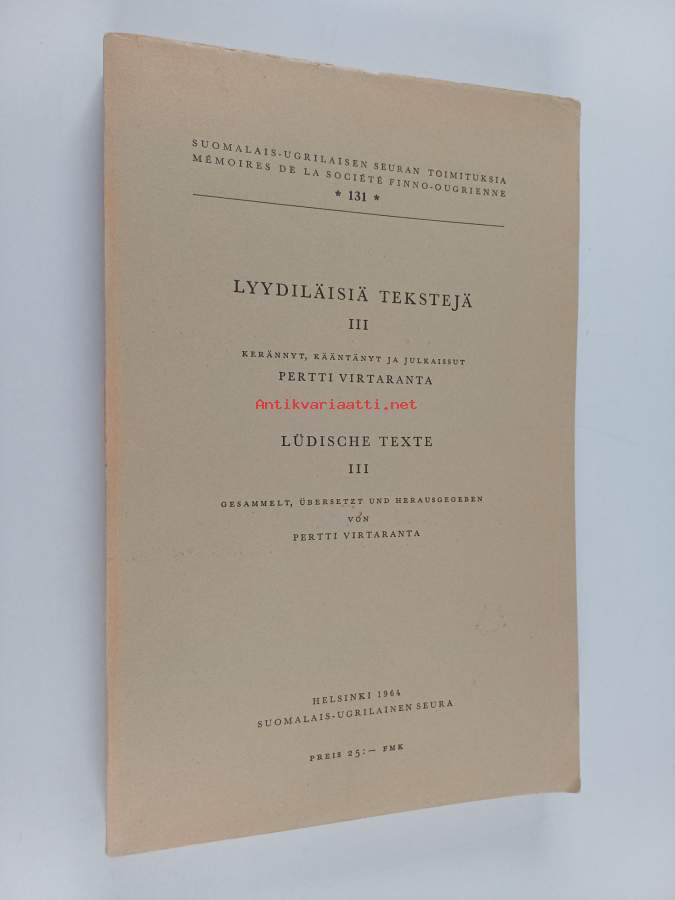 SUOMALAIS-UGRILAISEN SEURAN TOIMITUKSIA
MÉMOIRES DE LA SOCIÉTÉ FINNO-OUGRIENNE
* 131 *
LYYDILÄISIÄ TEKSTEJÄ
III
KERÄNNYT, KÄÄNTÄNYT JA JULKAISSUT
PERTTI VIRTARANTA
Antikvariaatti.net
LÜDISCHE TEXTE
III
GESAMMELT, ÜBERSETZT UND HERAUSGEGEBEN
VON
PERTTI VIRTARANTA
HELSINKI 1964
SUOMALAIS-UGRILAINEN SEURA
PREIS 25:— FMK